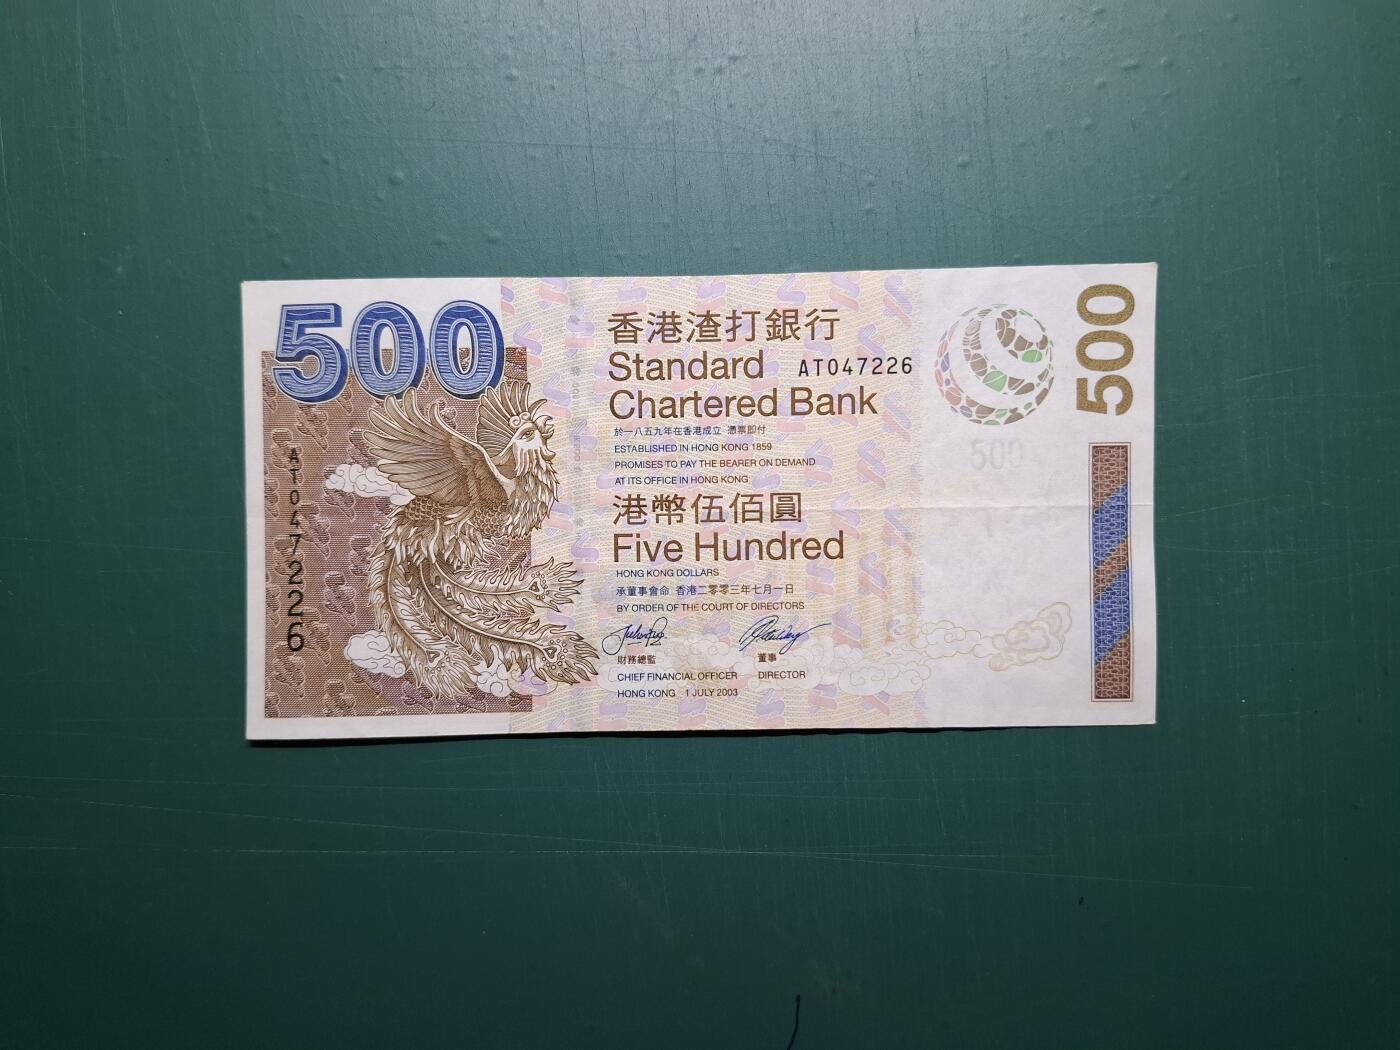 500
香港渣打銀行
Standard
Chartered Bank
AT047226
於一八五九年在香港成立 憑票即付
ESTABLISHED IN HONG KONG 1859
PROMISES TO PAY THE BEARER ON DEMAND
AT ITS OFFICE IN HONG KONG
港幣伍佰圓
Five Hundred
HONG KONG DOLLARS
承董事會命 香港二零零三年七月一日
BY ORDER OF THE COURT OF DIRECTORS
財務總監 董事
CHIEF FINANCIAL OFFICER DIRECTOR
HONG KONG 1 JULY 2003
AT047226
500
500